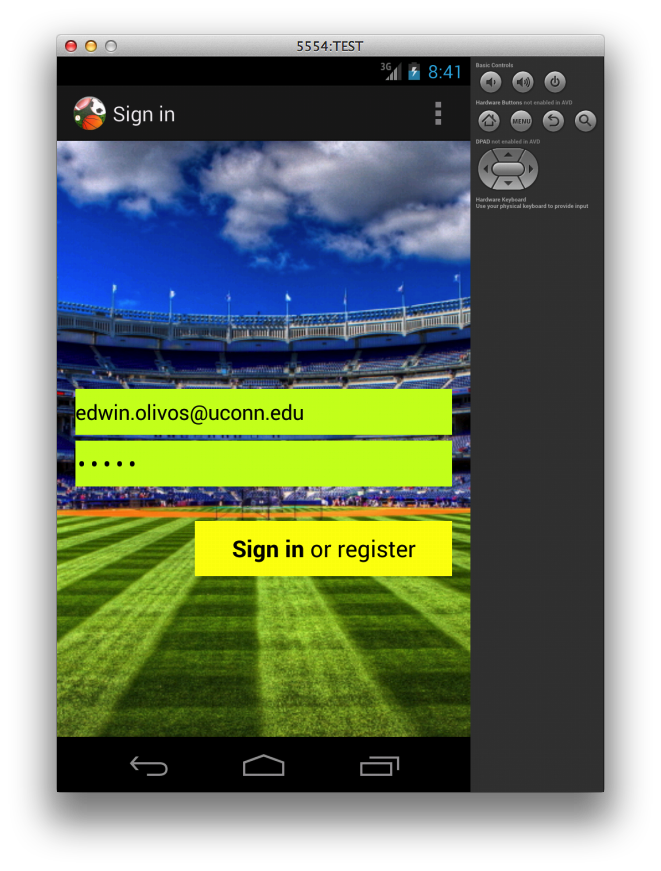 5554:TEST
3G
8:41
Sign in
edwin.olivos@uconn.edu
•••••
Sign in or register
Basic Controls
Hardware Buttons not enabled in AVD
MENU
DPAD not enabled in AVD
Hardware Keyboard
Use your physical keyboard to provide input